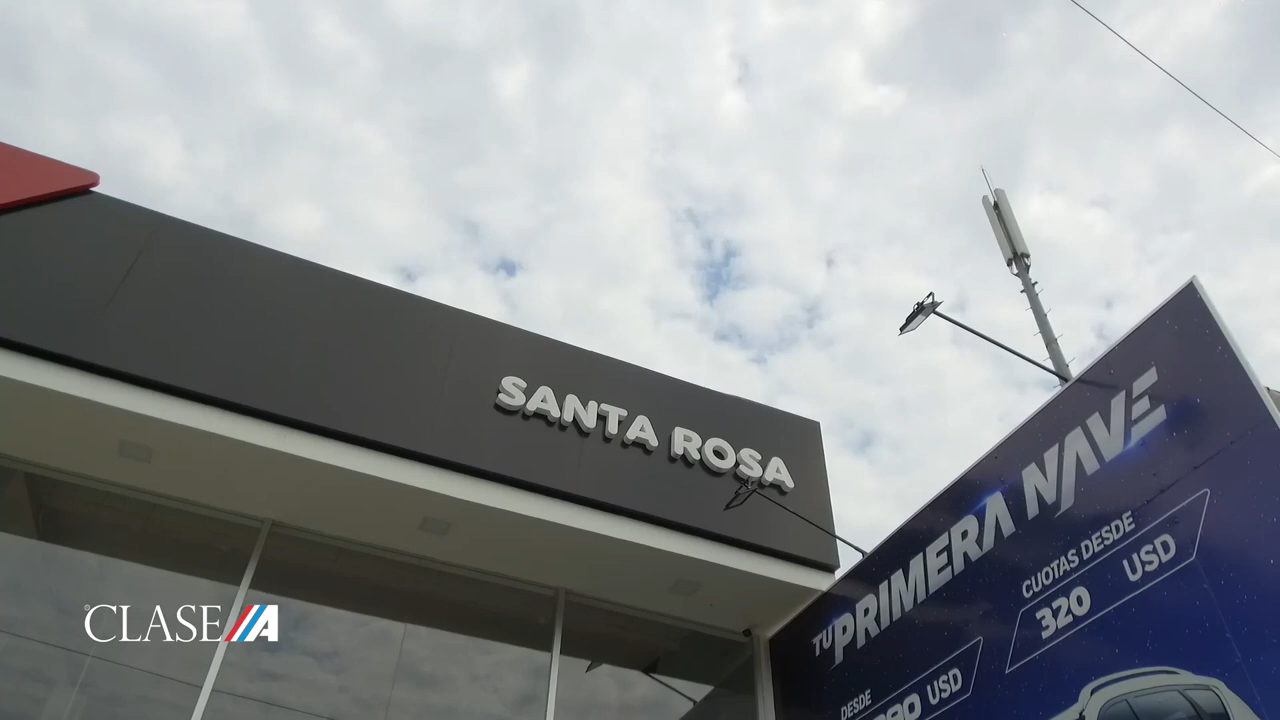 SANTA ROSA
TU PRIMERA NAVE
CUOTAS DESDE
320 USD
DESDE
USD
©CLASE A